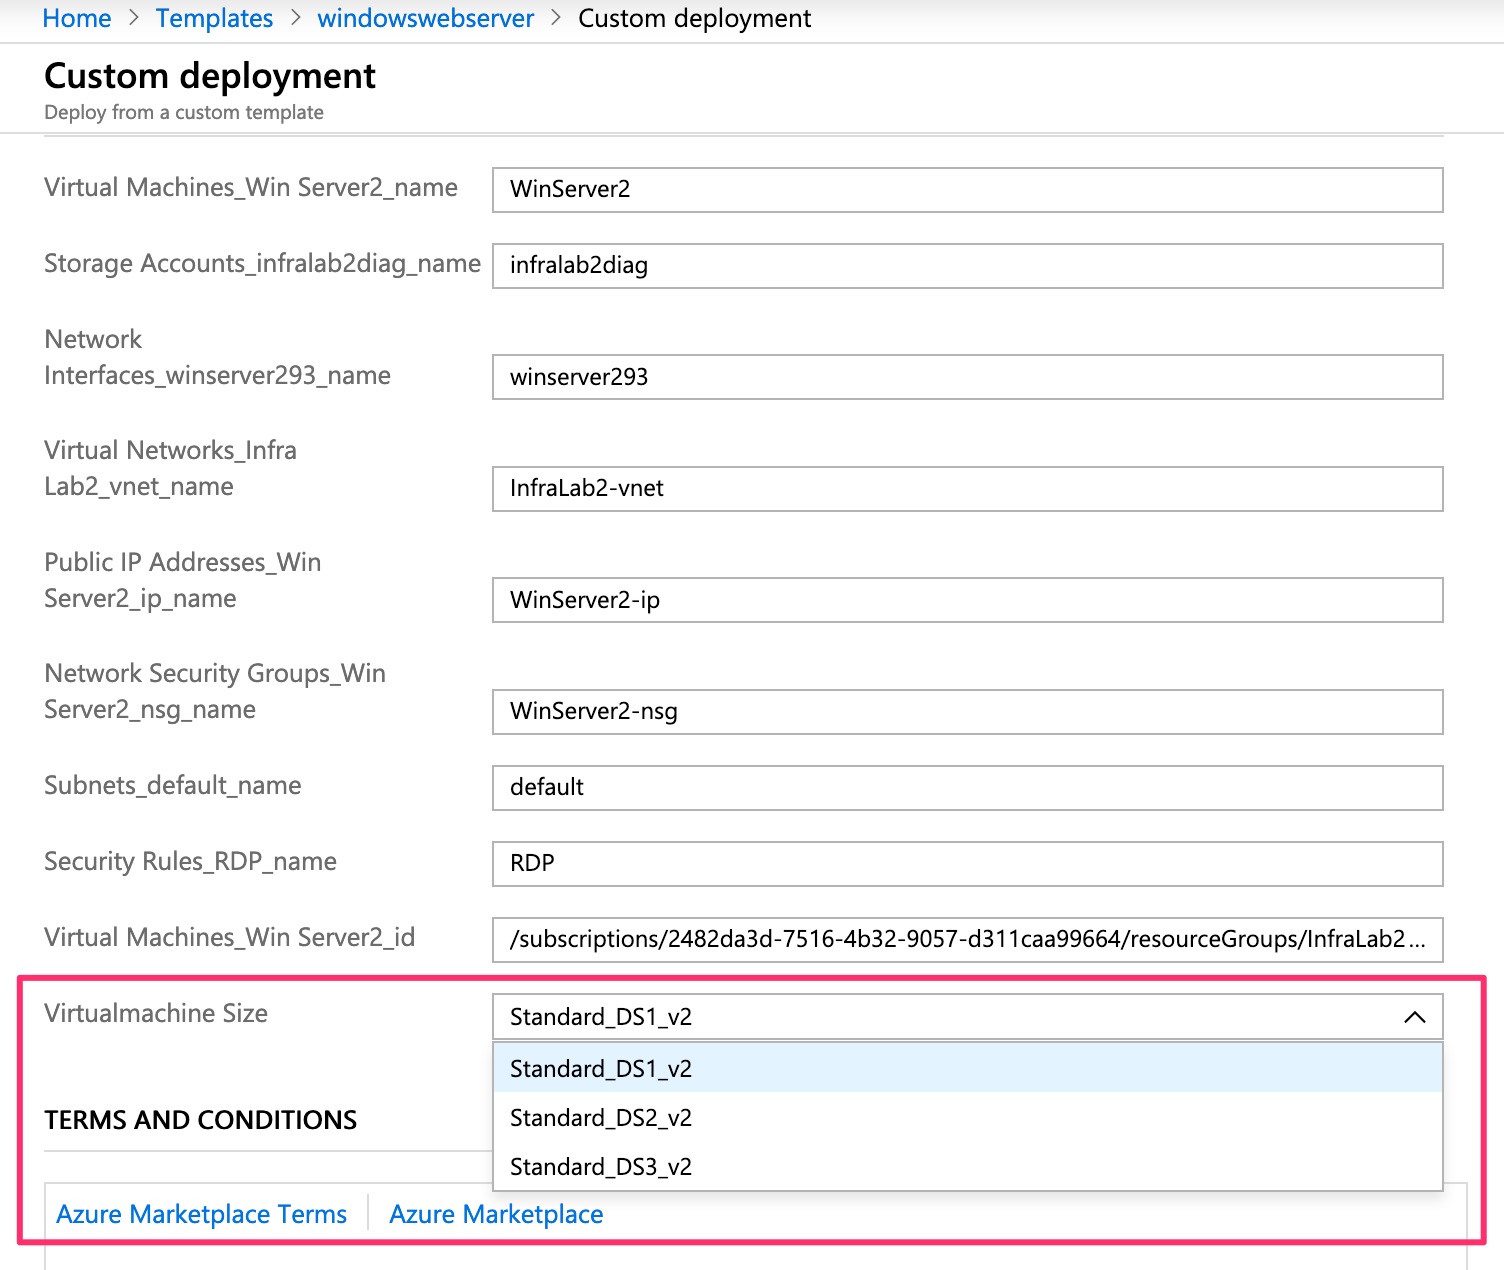 Home > Templates > windowswebserver > Custom deployment
Custom deployment
Deploy from a custom template
Virtual Machines_Win Server2_name
WinServer2
Storage Accounts_infralab2diag_name
infralab2diag
Network
Interfaces_winserver293_name
winserver293
Virtual Networks_Infra
Lab2_vnet_name
InfraLab2-vnet
Public IP Addresses_Win
Server2_ip_name
WinServer2-ip
Network Security Groups_Win
Server2_nsg_name
WinServer2-nsg
Subnets_default_name
default
Security Rules_RDP_name
RDP
Virtual Machines_Win Server2_id
/subscriptions/2482da3d-7516-4b32-9057-d311caa99664/resourceGroups/InfraLab2...
Virtualmachine Size
Standard_DS1_v2
Standard_DS1_v2
Standard_DS2_v2
Standard_DS3_v2
TERMS AND CONDITIONS
Azure Marketplace Terms
Azure Marketplace